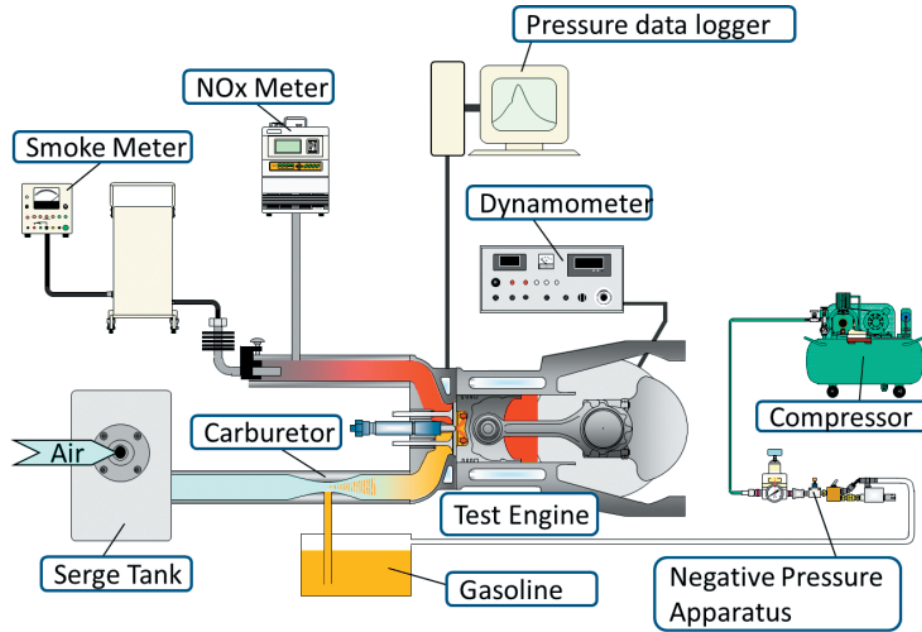 Pressure data logger
NOx Meter
Smoke Meter
Dynamometer
Compressor
Carburetor
Air
Test Engine
Serge Tank
Gasoline
Negative Pressure
Apparatus